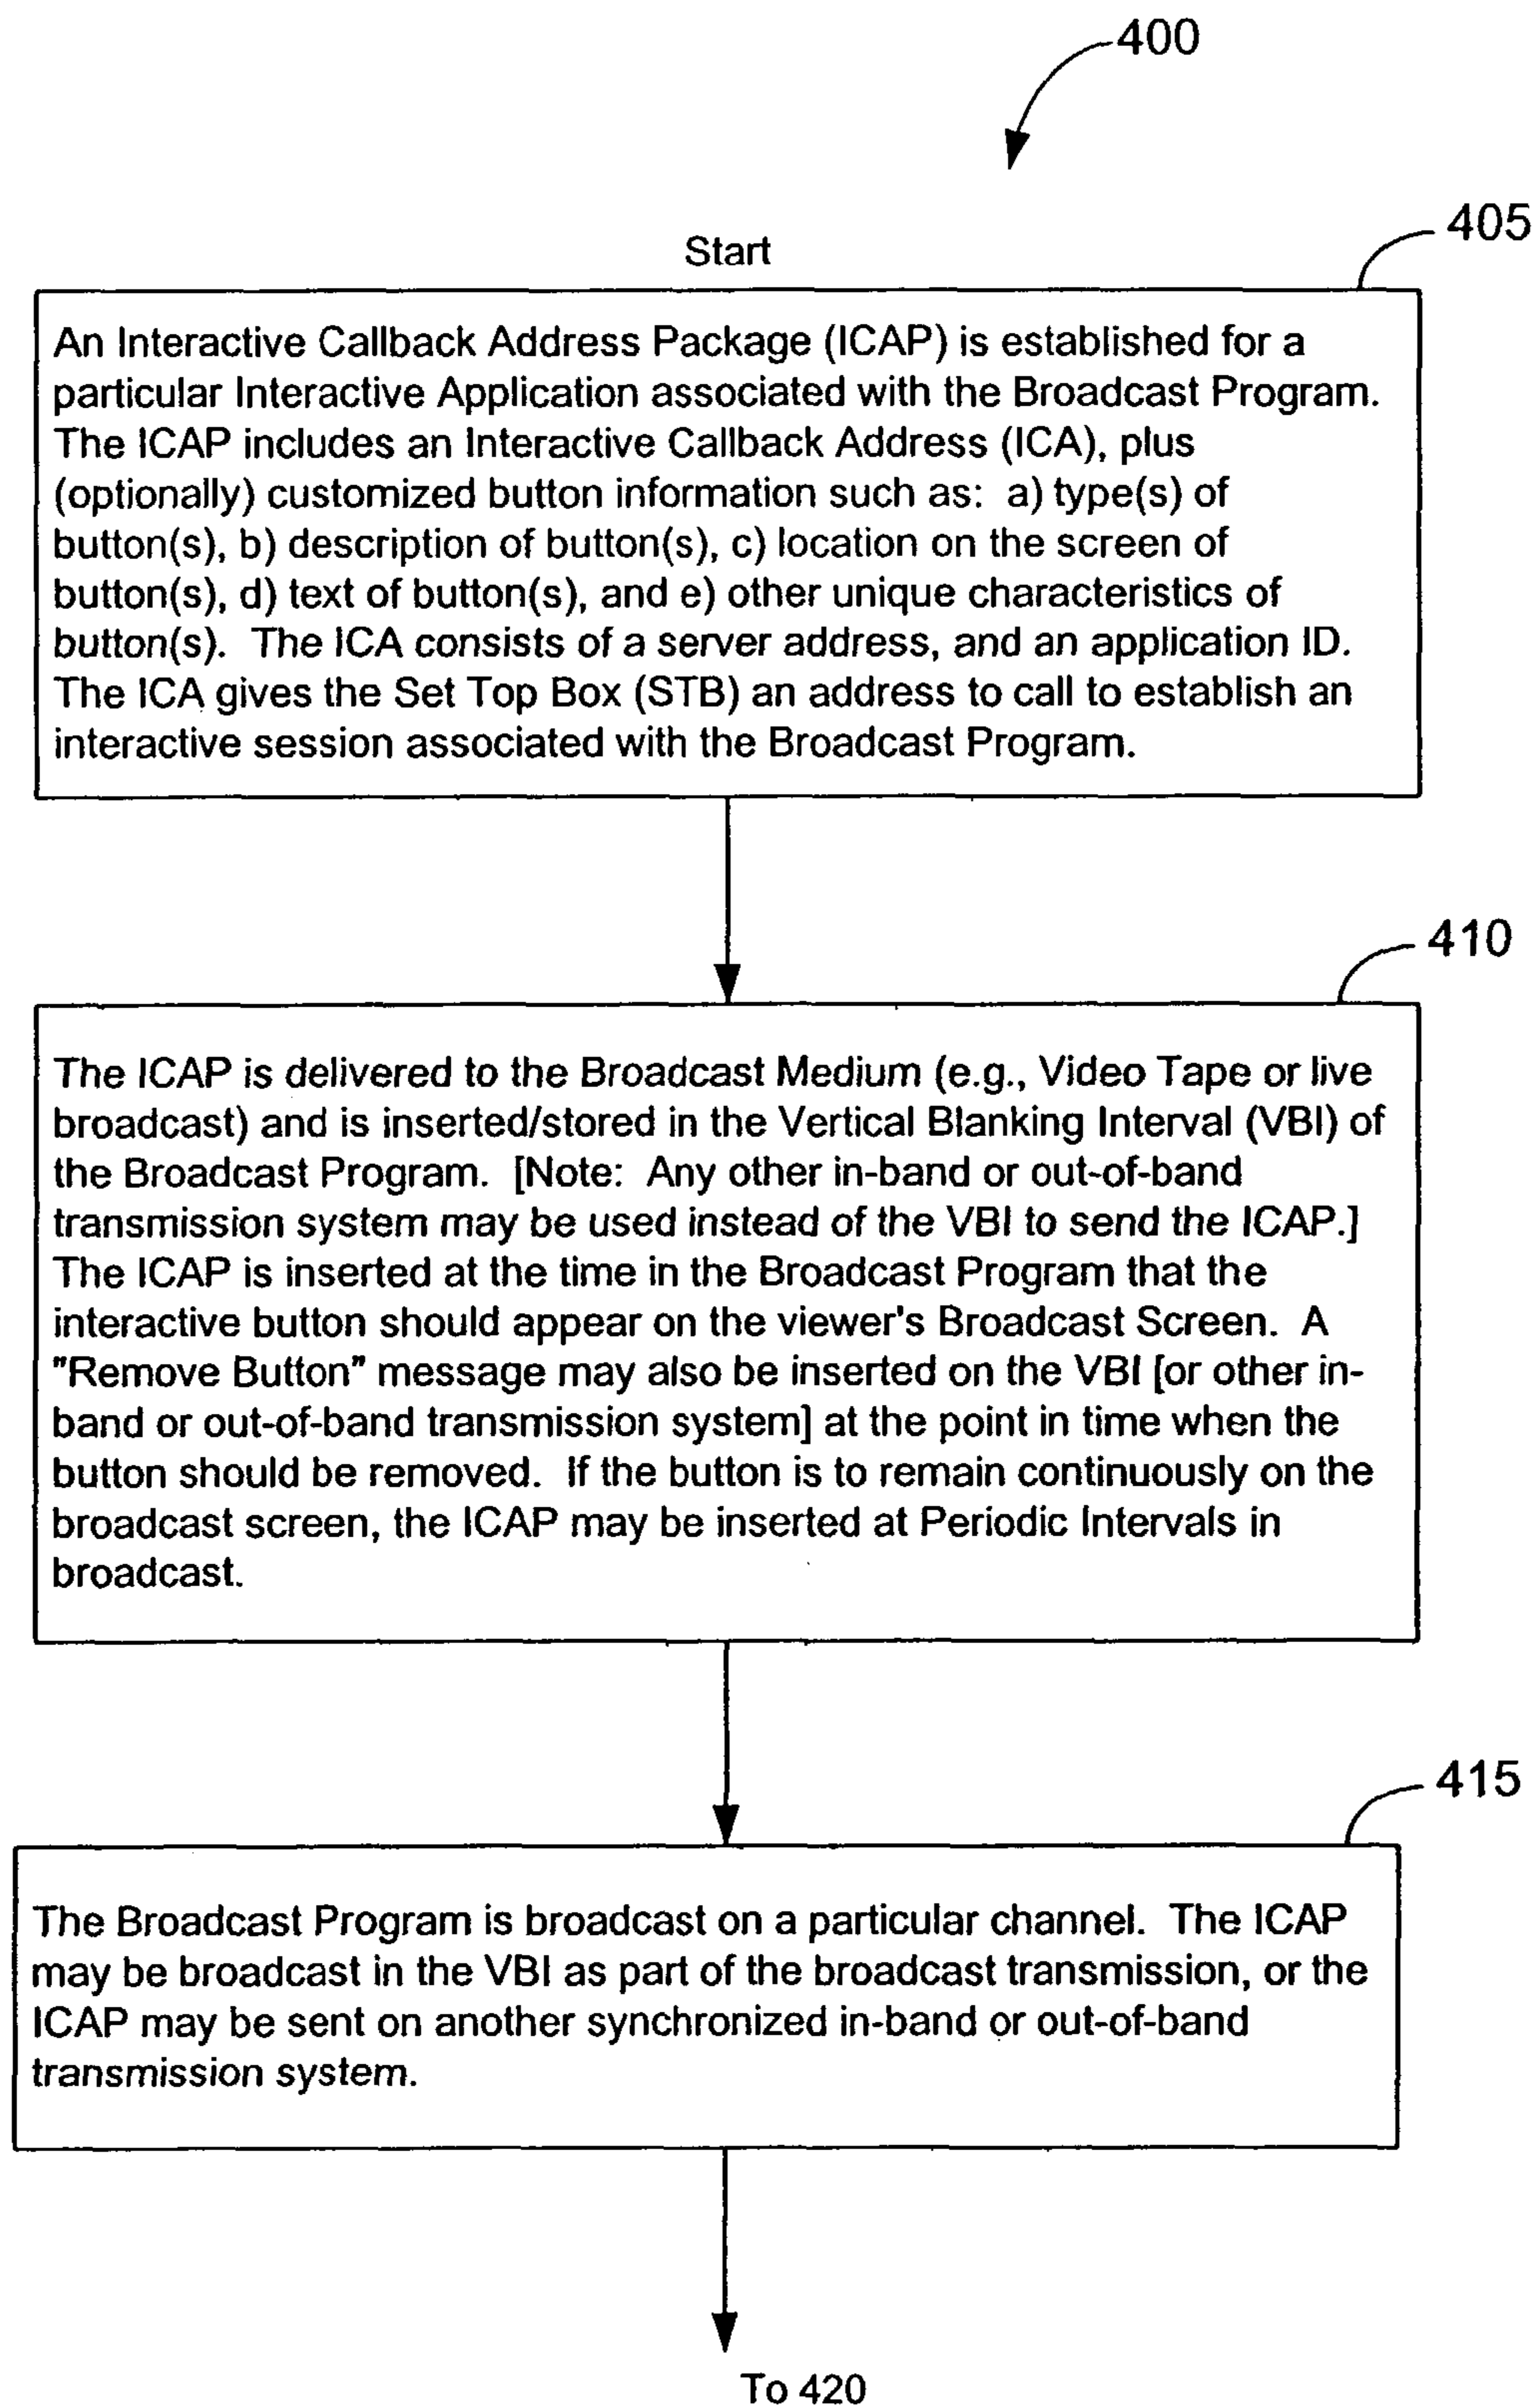 400
Start
405
An Interactive Callback Address Package (ICAP) is established for a
particular Interactive Application associated with the Broadcast Program.
The ICAP includes an Interactive Callback Address (ICA), plus
(optionally) customized button information such as:  a) type(s) of
button(s), b) description of button(s), c) location on the screen of
button(s), d) text of button(s), and e) other unique characteristics of
button(s).  The ICA consists of a server address, and an application ID.
The ICA gives the Set Top Box (STB) an address to call to establish an
interactive session associated with the Broadcast Program.
410
The ICAP is delivered to the Broadcast Medium (e.g., Video Tape or live
broadcast) and is inserted/stored in the Vertical Blanking Interval (VBI) of
the Broadcast Program.  [Note:  Any other in-band or out-of-band
transmission system may be used instead of the VBI to send the ICAP.]
The ICAP is inserted at the time in the Broadcast Program that the
interactive button should appear on the viewer's Broadcast Screen.  A
"Remove Button" message may also be inserted on the VBI [or other in-
band or out-of-band transmission system] at the point in time when the
button should be removed.  If the button is to remain continuously on the
broadcast screen, the ICAP may be inserted at Periodic Intervals in
broadcast.
415
The Broadcast Program is broadcast on a particular channel.  The ICAP
may be broadcast in the VBI as part of the broadcast transmission, or the
ICAP may be sent on another synchronized in-band or out-of-band
transmission system.
To 420